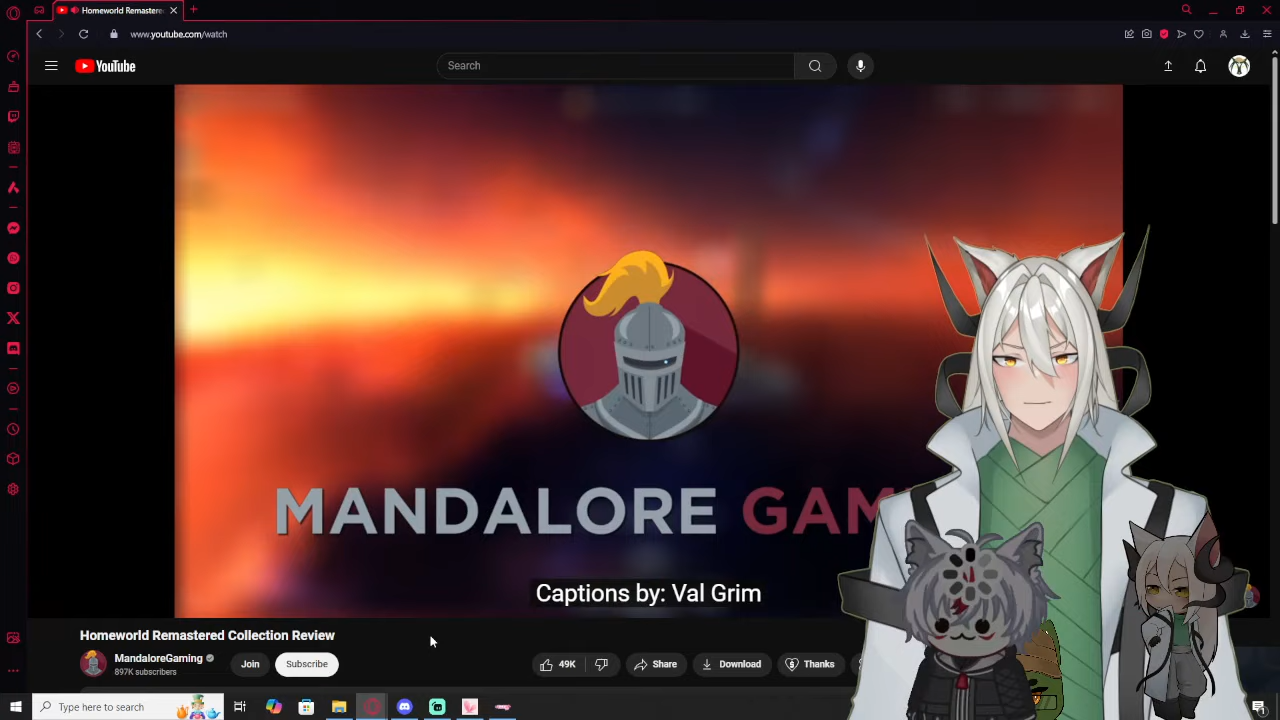 Homeworld Remastere
www.youtube.com/watch
YouTube
Search
MANDALORE GAM
Captions by: Val Grim
Homeworld Remastered Collection Review
MandaloreGaming
897K subscribers
Join
Subscribe
49K
Share
Download
Thanks
Type here to search